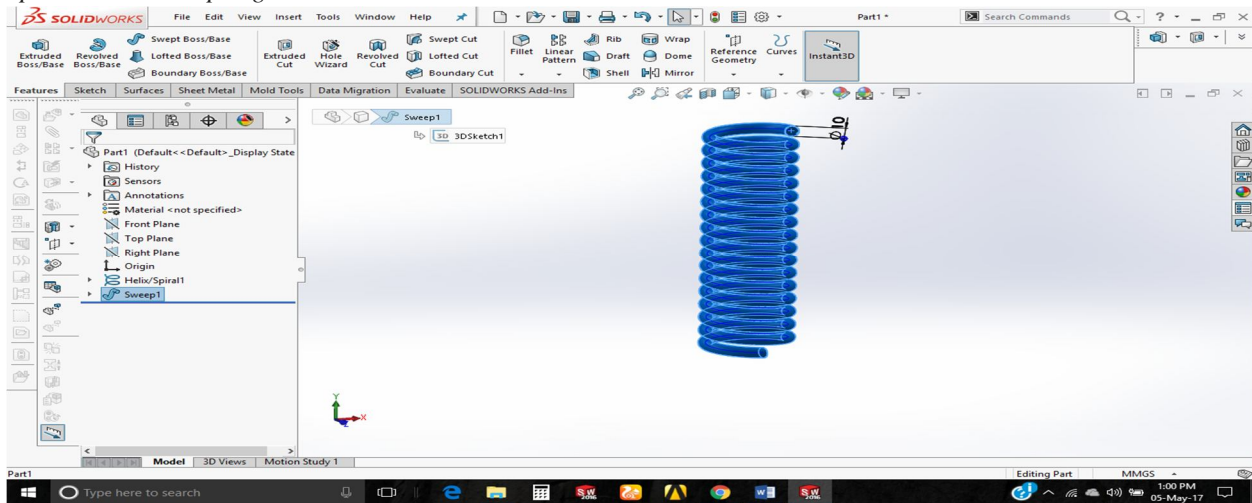 SOLIDWORKS File Edit View Insert Tools Window Help Part1 * Search Commands
Extruded Boss/Base
Revolved Boss/Base
Swept Boss/Base
Lofted Boss/Base
Boundary Boss/Base
Extruded Cut
Hole Wizard
Revolved Cut
Swept Cut
Lofted Cut
Boundary Cut
Fillet
Linear Pattern
Rib
Draft
Shell
Wrap
Dome
Mirror
Reference Geometry
Curves
Instant3D
Features Sketch Surfaces Sheet Metal Mold Tools Data Migration Evaluate SOLIDWORKS Add-Ins
Sweep1
3D 3DSketch1
Part1 (Default<<Default>_Display State
History
Sensors
Annotations
Material <not specified>
Front Plane
Top Plane
Right Plane
Origin
Helix/Spiral1
Sweep1
10
Y
X
Model 3D Views Motion Study 1
Part1 Editing Part MMGS
Type here to search
1:00 PM
05-May-17